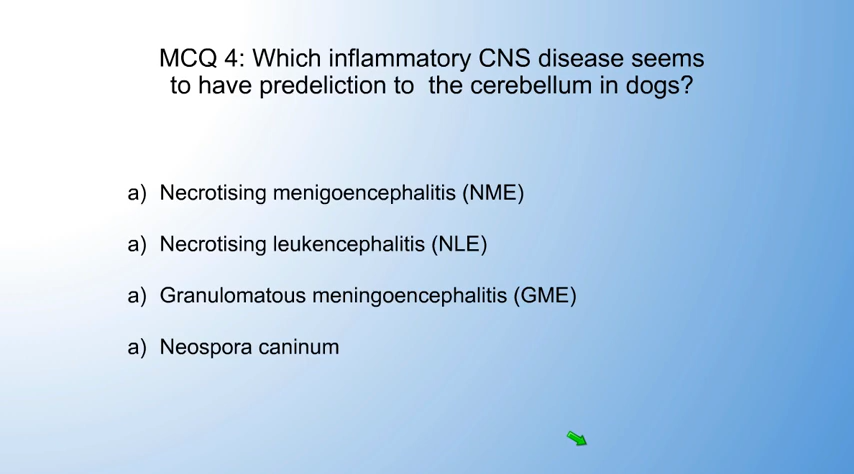 MCQ 4: Which inflammatory CNS disease seems
to have predeliction to the cerebellum in dogs?
a) Necrotising menigoencephalitis (NME)
a) Necrotising leukencephalitis (NLE)
a) Granulomatous meningoencephalitis (GME)
a) Neospora caninum